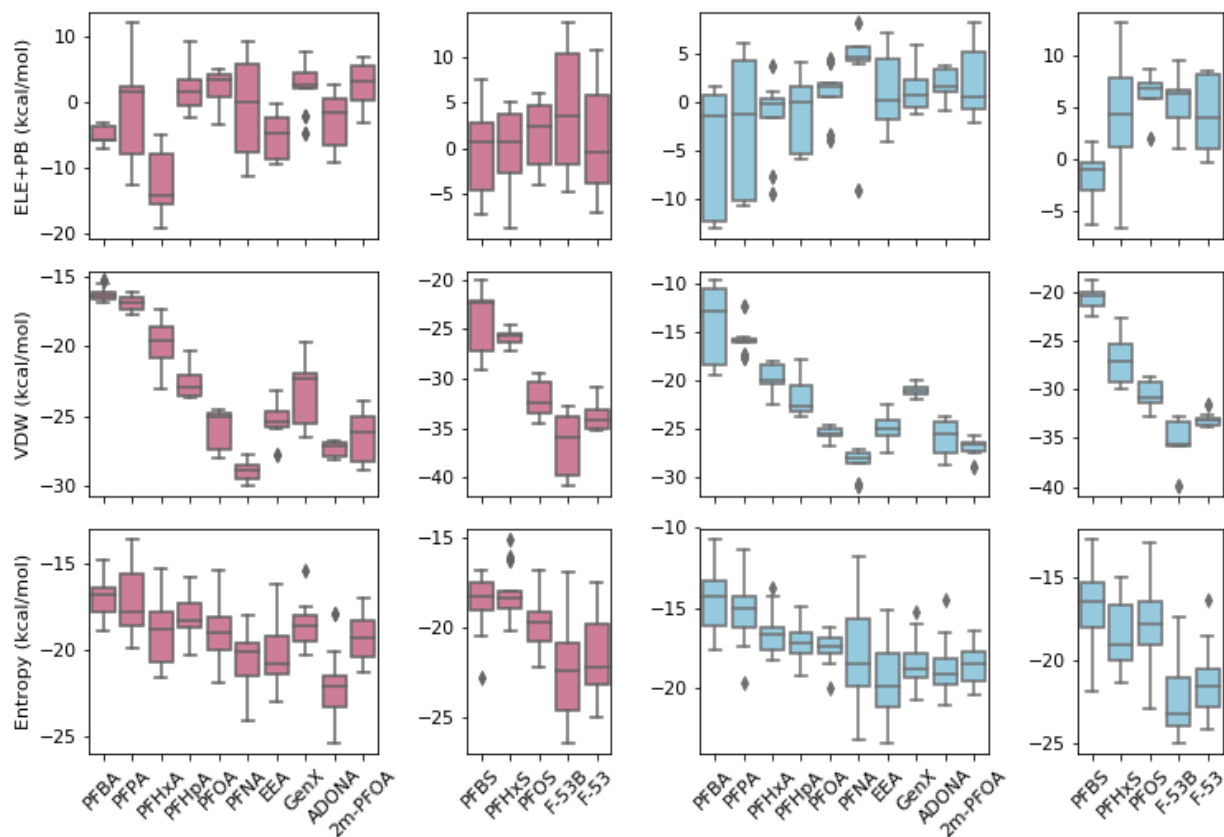 ELE+PB (kcal/mol)
10
0
−10
−20
10
5
0
−5
5
0
−5
−10
10
5
0
−5
VDW (kcal/mol)
−15
−20
−25
−30
−20
−25
−30
−35
−40
−10
−15
−20
−25
−30
−20
−25
−30
−35
−40
Entropy (kcal/mol)
−15
−20
−25
−15
−20
−25
−10
−15
−20
−15
−20
−25
PFBA
PFPA
PFHxA
PFHpA
PFOA
PFNA
EEA
GenX
ADONA
2m-PFOA
PFBS
PFHxS
PFOS
F-53B
F-53
PFBA
PFPA
PFHxA
PFHpA
PFOA
PFNA
EEA
GenX
ADONA
2m-PFOA
PFBS
PFHxS
PFOS
F-53B
F-53